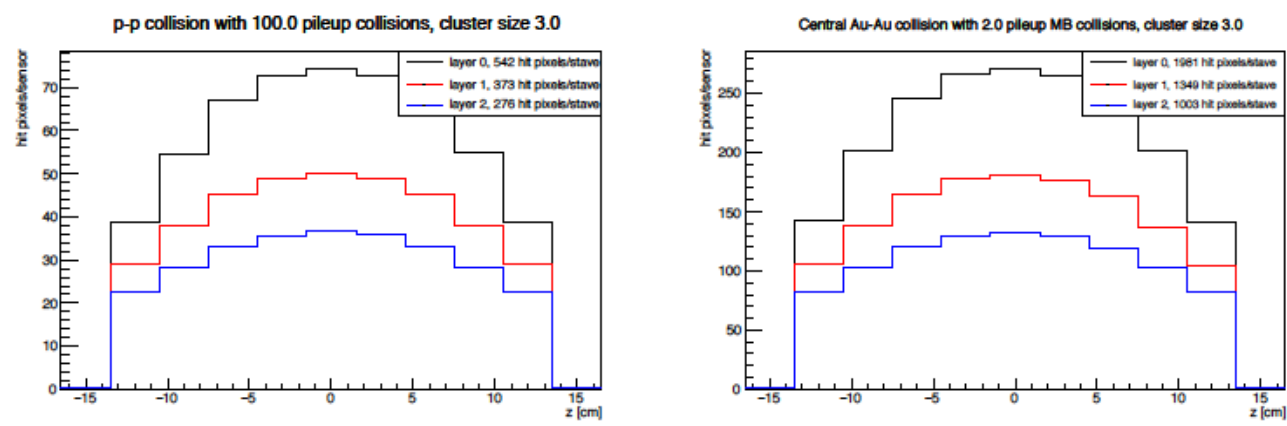 p-p collision with 100.0 pileup collisions, cluster size 3.0
hit pixels/sensor
layer 0, 542 hit pixels/stave
layer 1, 373 hit pixels/stave
layer 2, 276 hit pixels/stave
70
60
50
40
30
20
10
0
−15 −10 −5 0 5 10 15
z [cm]
Central Au-Au collision with 2.0 pileup MB collisions, cluster size 3.0
hit pixels/sensor
layer 0, 1981 hit pixels/stave
layer 1, 1349 hit pixels/stave
layer 2, 1003 hit pixels/stave
250
200
150
100
50
0
−15 −10 −5 0 5 10 15
z [cm]